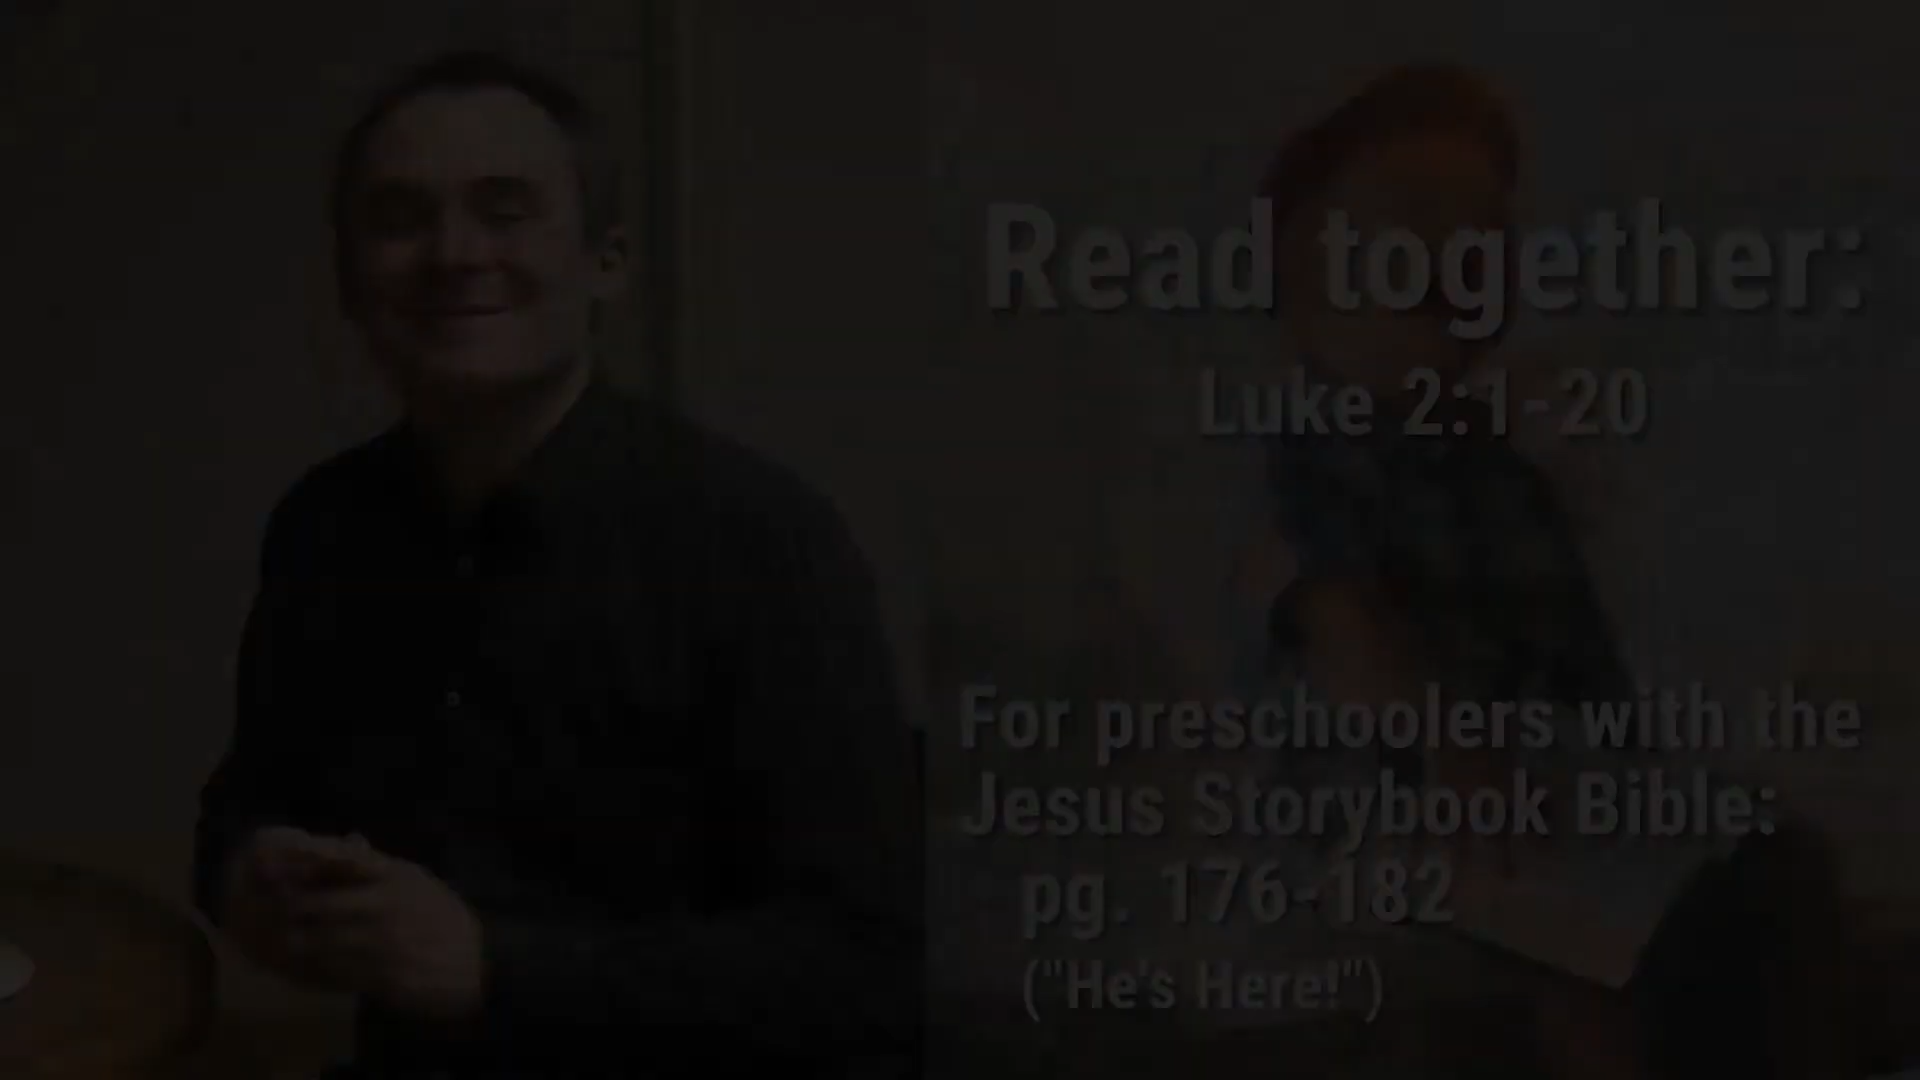 Read together:
Luke 2:1-20
For preschoolers with the
Jesus Storybook Bible:
pg. 176-182
("He's Here!")